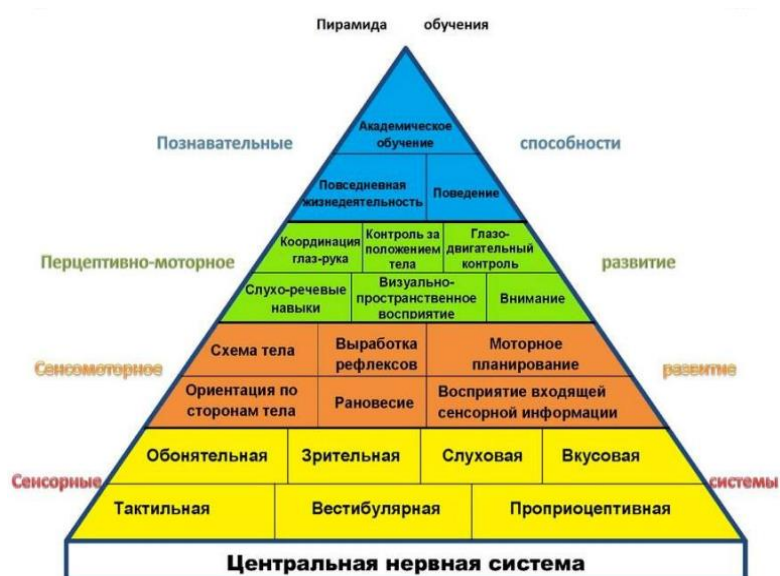 Пирамида обучения
Академическое
обучение
Познавательные способности
Повседневная
жизнедеятельность
Поведение
Координация
глаз-рука
Контроль за
положением
тела
Глазо-
двигательный
контроль
Перцептивно-моторное развитие
Слухо-речевые
навыки
Визуально-
пространственное
восприятие
Внимание
Схема тела
Выработка
рефлексов
Моторное
планирование
Сенсомоторное развитие
Ориентация по
сторонам тела
Рановесие
Восприятие входящей
сенсорной информации
Обонятельная
Зрительная
Слуховая
Вкусовая
Сенсорные системы
Тактильная
Вестибулярная
Проприоцептивная
Центральная нервная система